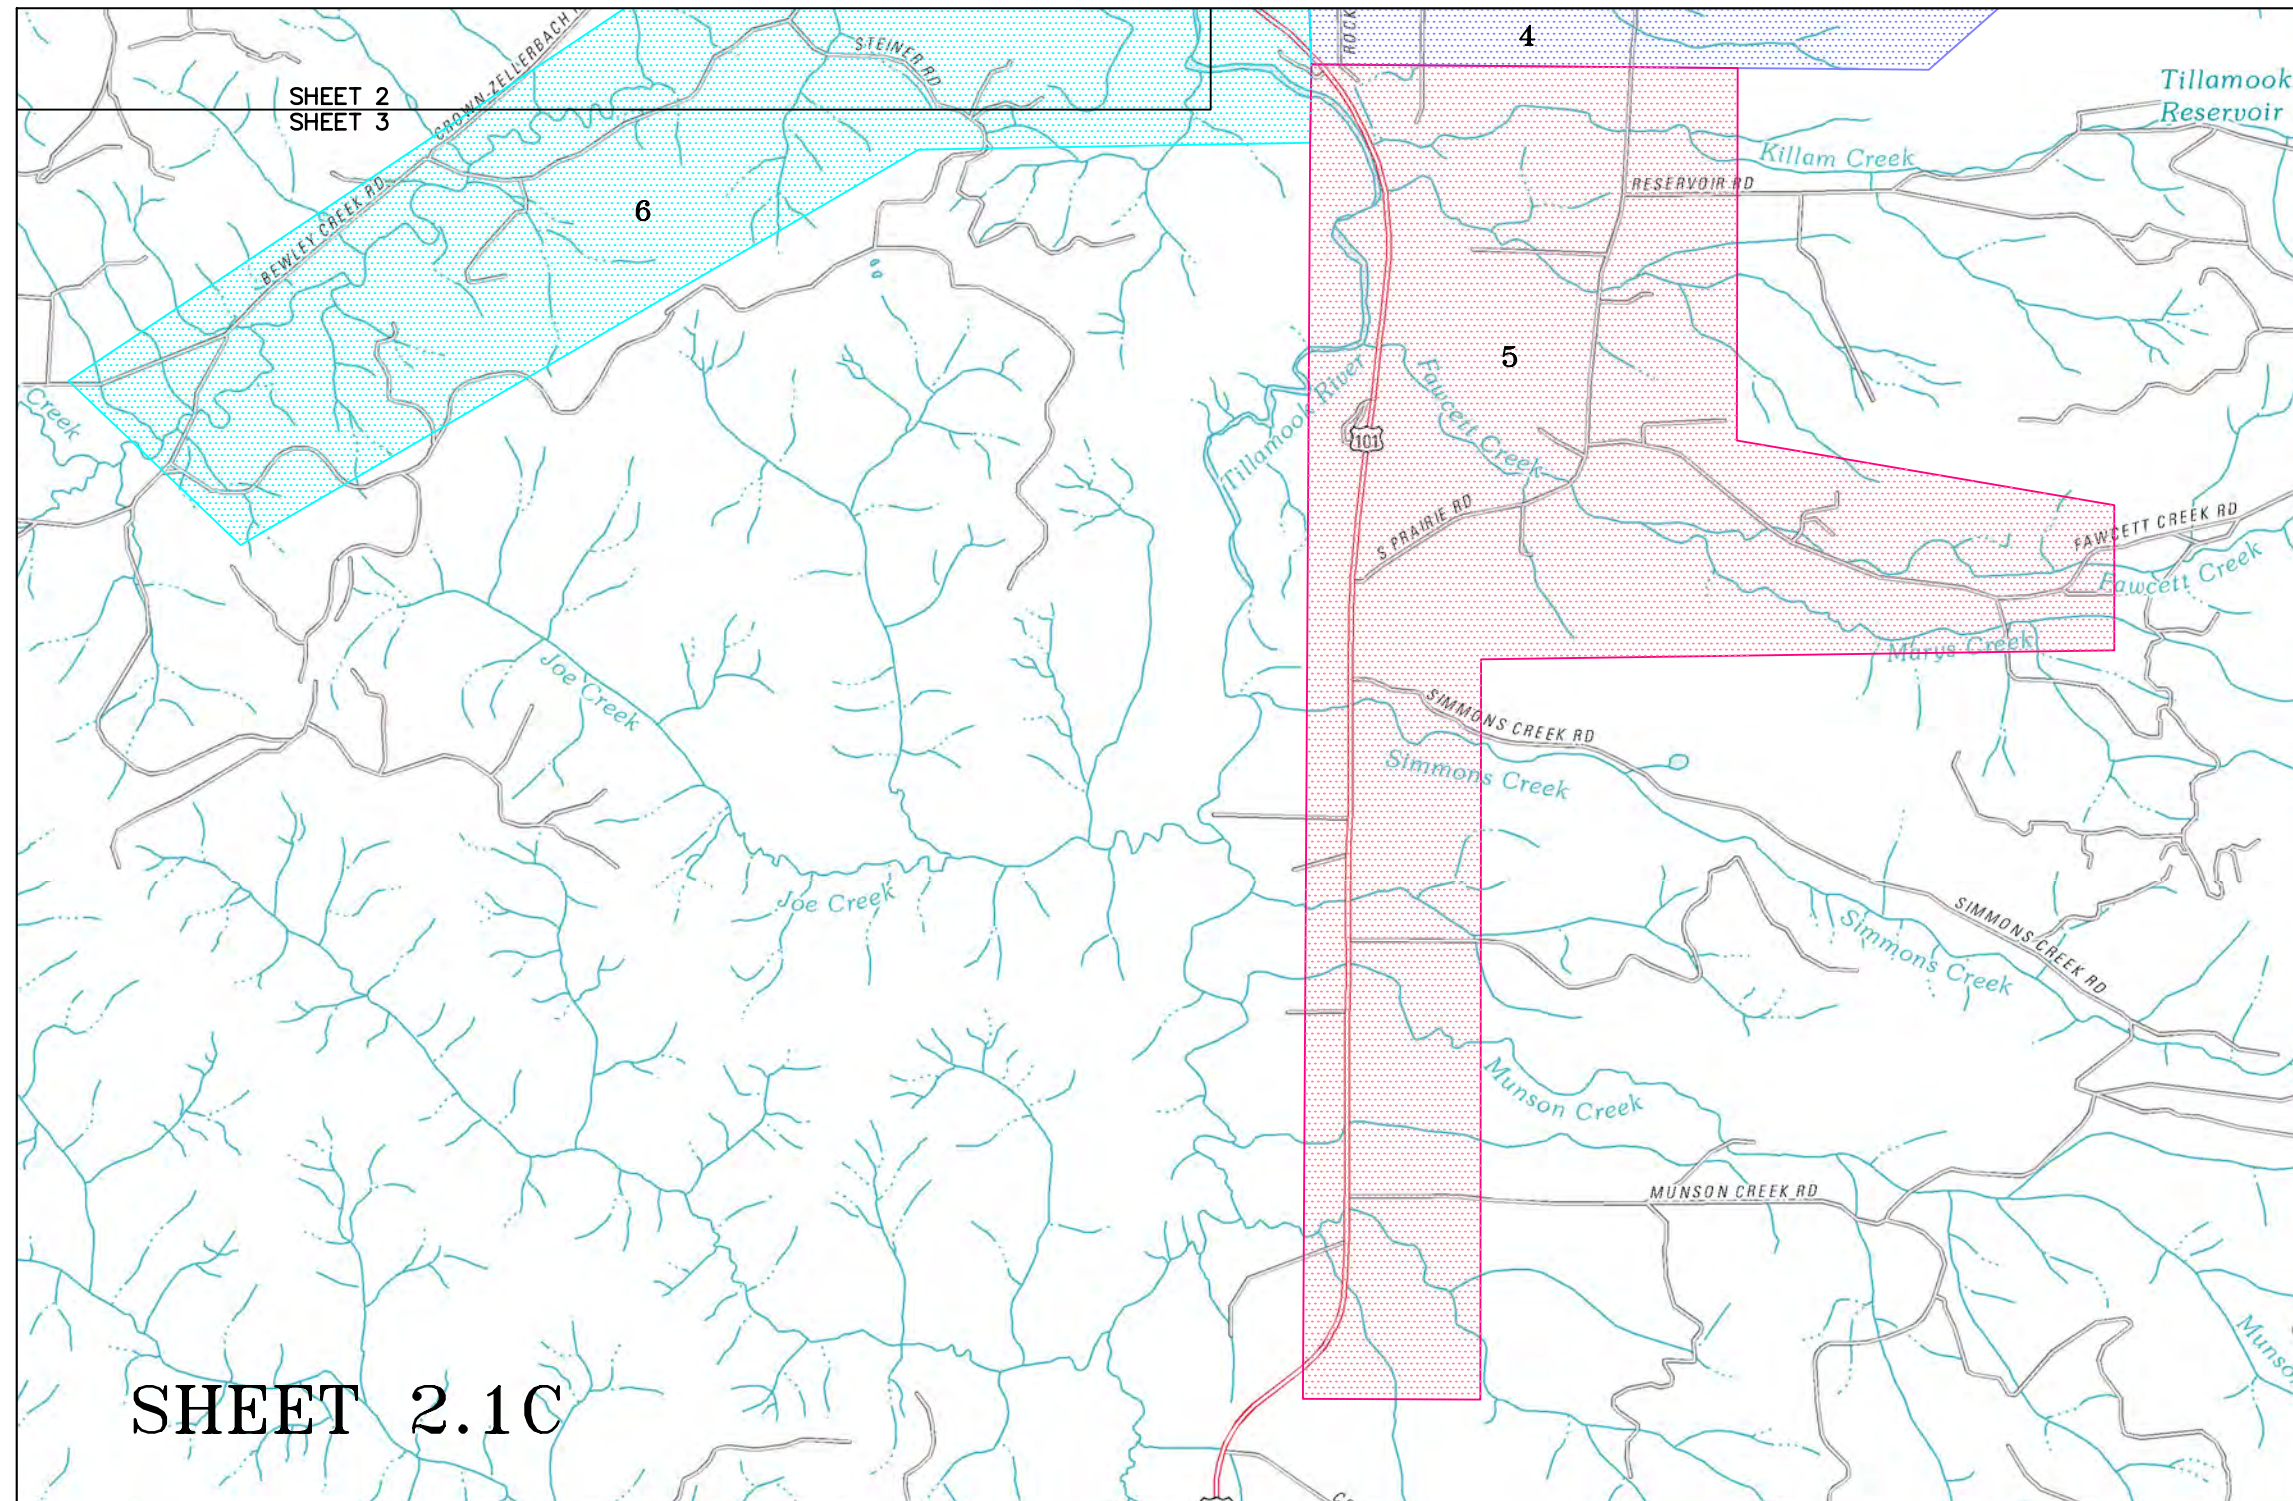 4
ROCK
STEINER RD
CROWN-ZELLERBACH
SHEET 2
SHEET 3
Tillamook
Reservoir
Killam Creek
RESERVOIR RD
BEWLEY CREEK RD
6
5
Creek
Tillamook River
Fawcett Creek
101
S PRAIRIE RD
FAWCETT CREEK RD
Fawcett Creek
Marys Creek
Joe Creek
SIMMONS CREEK RD
Simmons Creek
Joe Creek
SIMMONS CREEK RD
Simmons Creek
Munson Creek
MUNSON CREEK RD
Munso
SHEET 2.1C